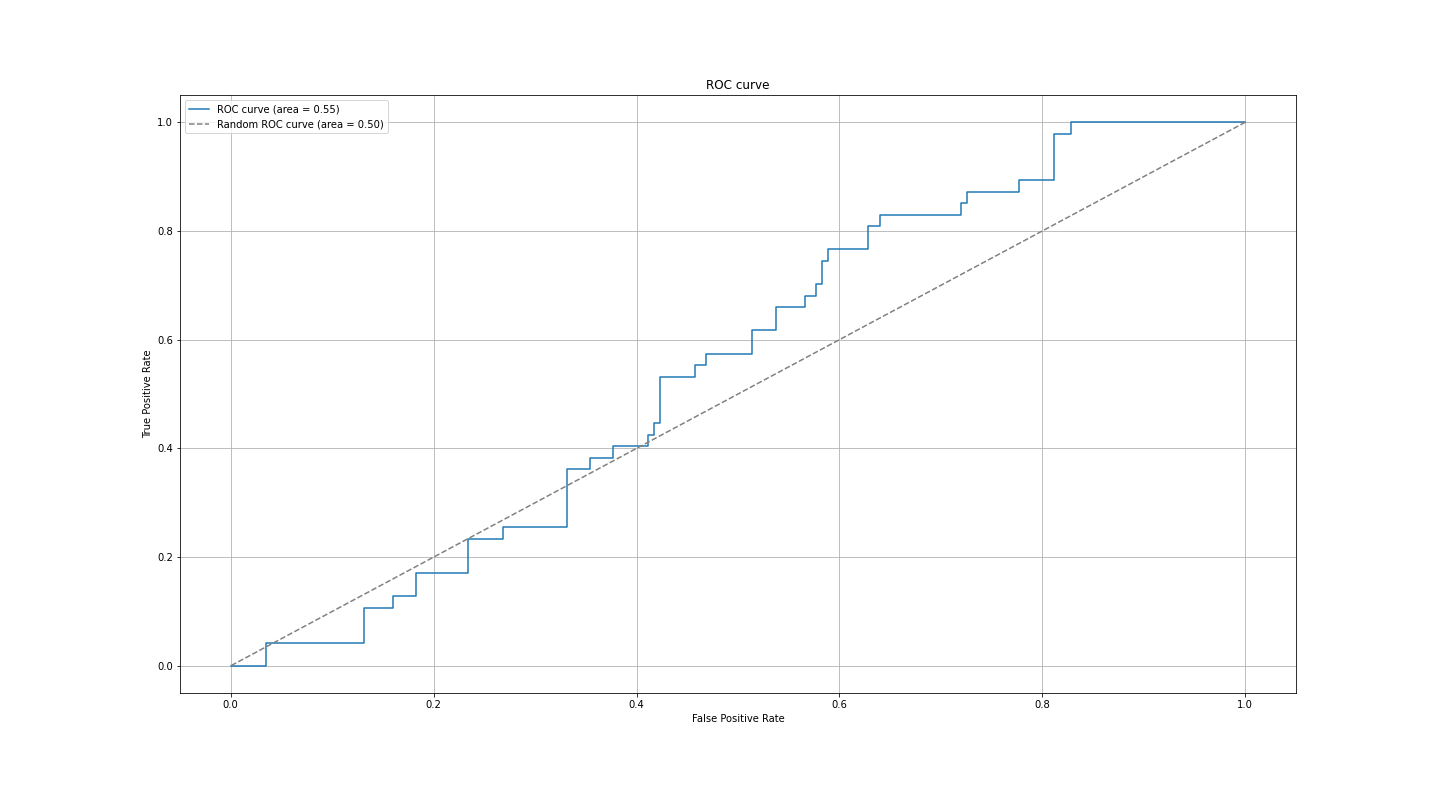 ROC curve
ROC curve (area = 0.55)
Random ROC curve (area = 0.50)
1.0
0.8
0.6
0.4
0.2
0.0
True Positive Rate
0.0 0.2 0.4 0.6 0.8 1.0
False Positive Rate